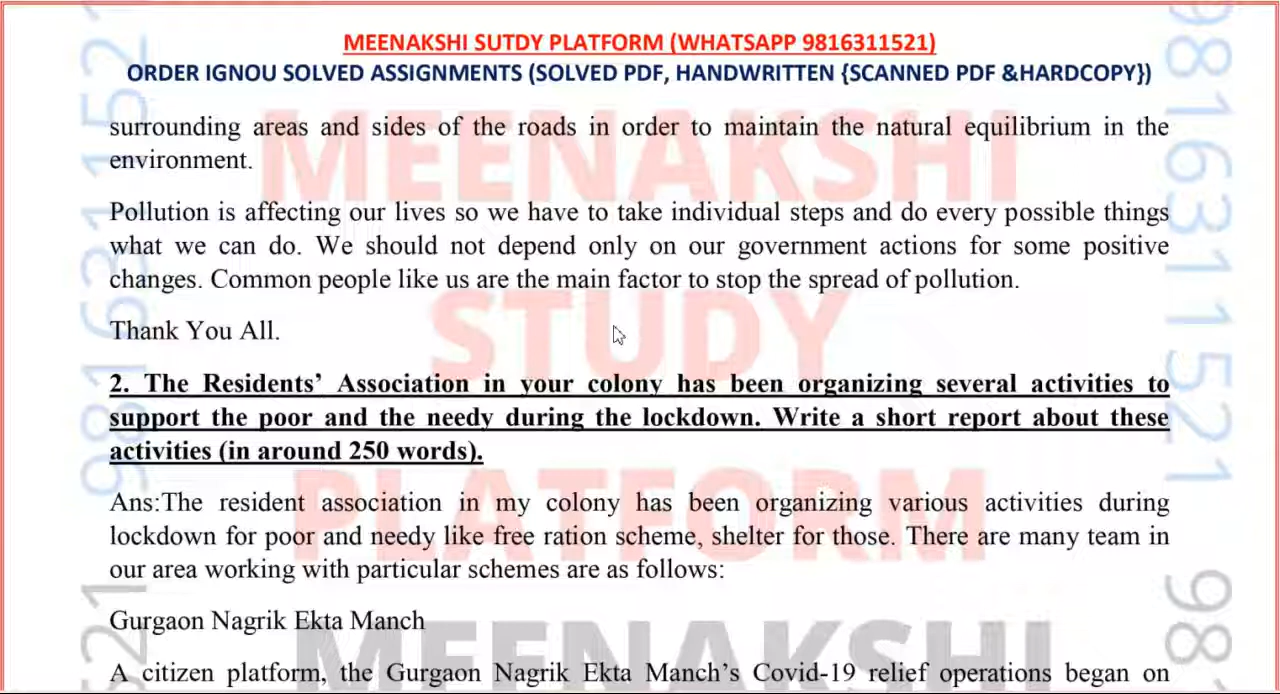 MEENAKSHI SUTDY PLATFORM (WHATSAPP 9816311521)
ORDER IGNOU SOLVED ASSIGNMENTS (SOLVED PDF, HANDWRITTEN {SCANNED PDF &HARDCOPY})
surrounding areas and sides of the roads in order to maintain the natural equilibrium in the
environment.
Pollution is affecting our lives so we have to take individual steps and do every possible things
what we can do. We should not depend only on our government actions for some positive
changes. Common people like us are the main factor to stop the spread of pollution.
Thank You All.
2. The Residents’ Association in your colony has been organizing several activities to
support the poor and the needy during the lockdown. Write a short report about these
activities (in around 250 words).
Ans:The resident association in my colony has been organizing various activities during
lockdown for poor and needy like free ration scheme, shelter for those. There are many team in
our area working with particular schemes are as follows:
Gurgaon Nagrik Ekta Manch
A citizen platform, the Gurgaon Nagrik Ekta Manch’s Covid-19 relief operations began on
MEENAKSHI
STUDY
PLATFORM
MEENAKSHI
9816311521
9816311521